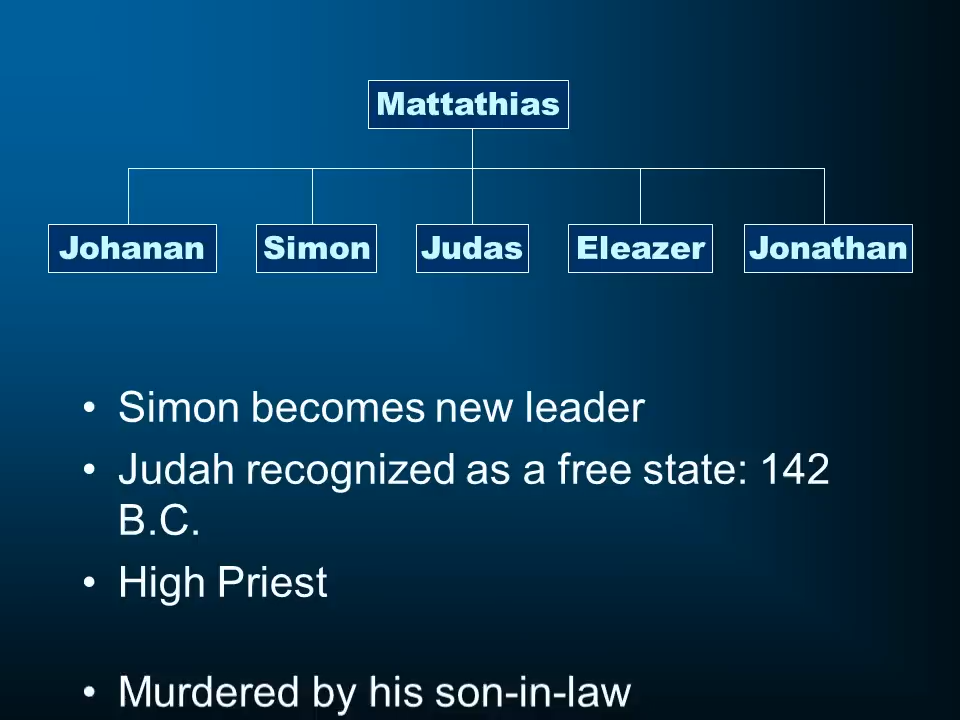 Mattathias
Johanan Simon Judas Eleazer Jonathan
• Simon becomes new leader
• Judah recognized as a free state: 142
B.C.
• High Priest
• Murdered by his son-in-law